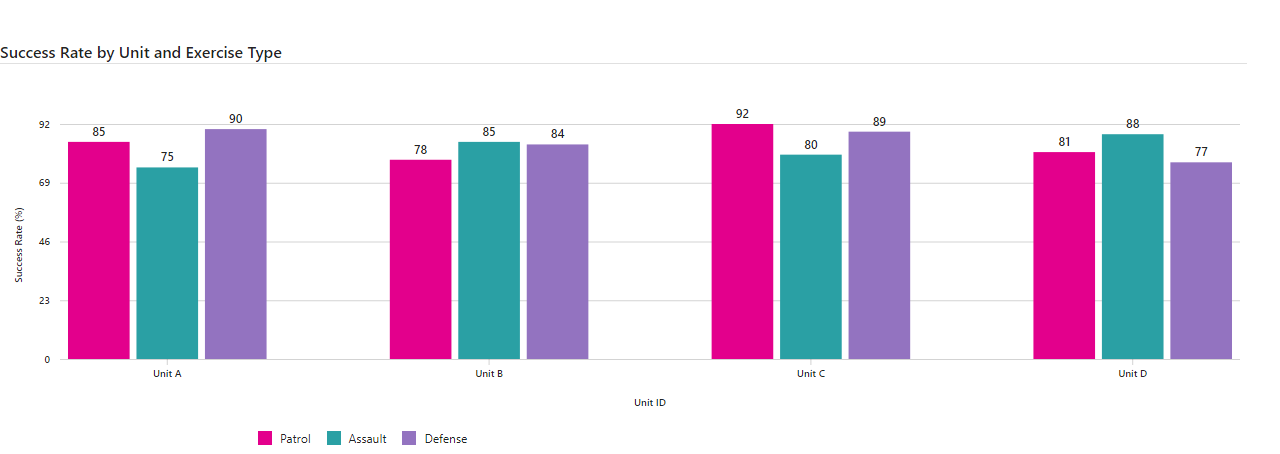 Success Rate by Unit and Exercise Type
92
69
46
23
0
Success Rate (%)
85 75 90
78 85 84
92 80 89
81 88 77
Unit A Unit B Unit C Unit D
Unit ID
Patrol Assault Defense